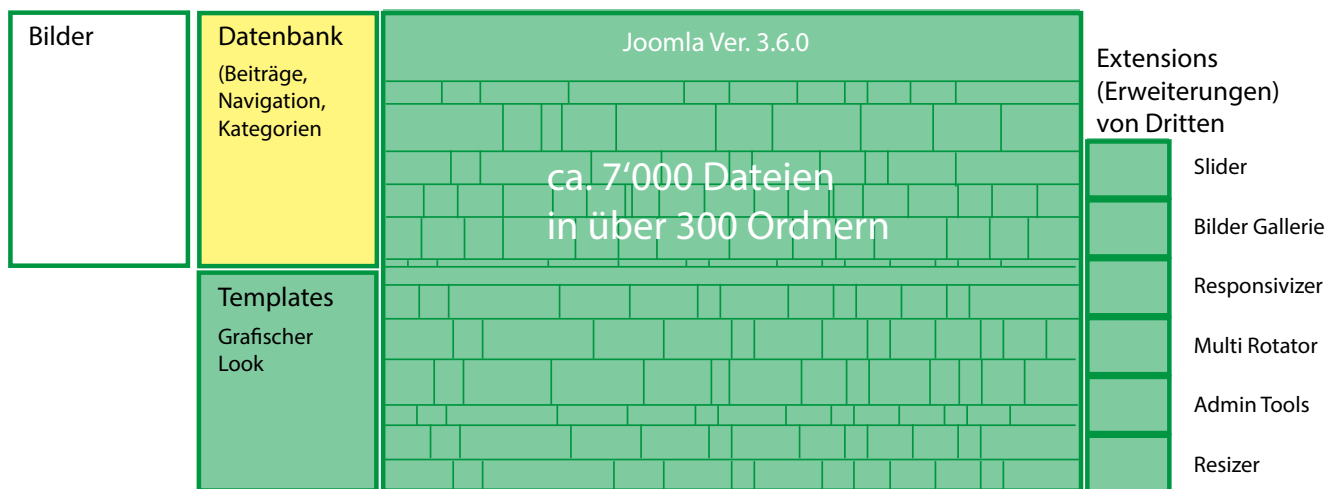 Bilder
Datenbank
(Beiträge,
Navigation,
Kategorien
Templates
Grafischer
Look
Joomla Ver. 3.6.0
ca. 7‘000 Dateien
in über 300 Ordnern
Extensions
(Erweiterungen)
von Dritten
Slider
Bilder Gallerie
Responsivizer
Multi Rotator
Admin Tools
Resizer